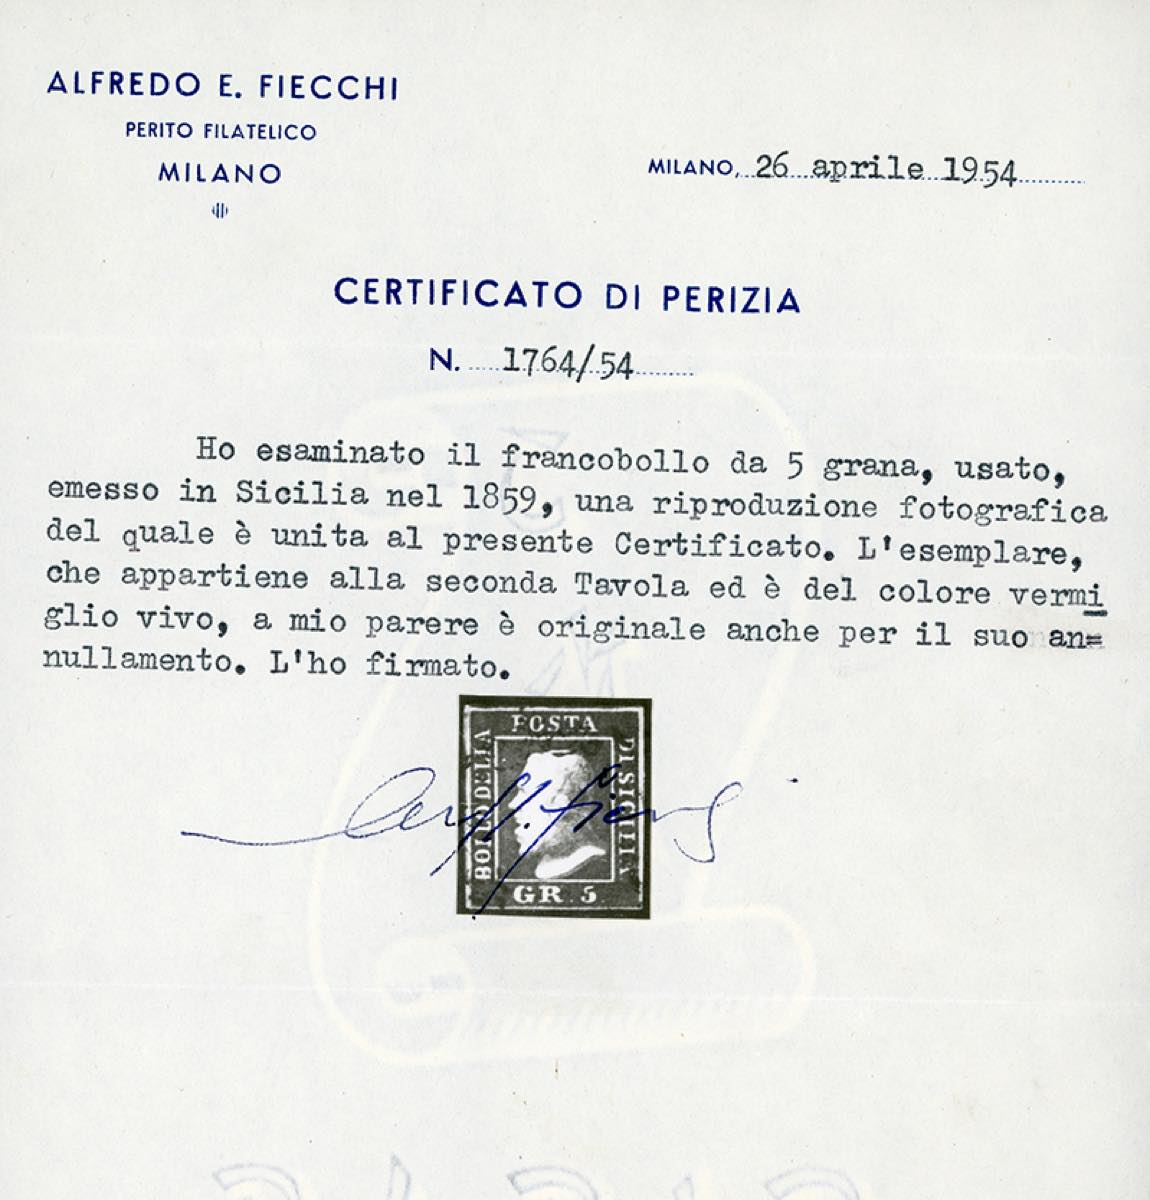 ALFREDO E. FIECCHI
PERITO FILATELICO
MILANO
MILANO, 26 aprile 1954
CERTIFICATO DI PERIZIA
N. 1764/54
Ho esaminato il francobollo da 5 grana, usato,
emesso in Sicilia nel 1859, una riproduzione fotografica
del quale è unita al presente Certificato. L'esemplare,
che appartiene alla seconda Tavola ed è del colore vermi
glio vivo, a mio parere è originale anche per il suo an=
nullamento. L'ho firmato.
POSTA
BOLLO DELLA
DI SICILIA
GR. 5